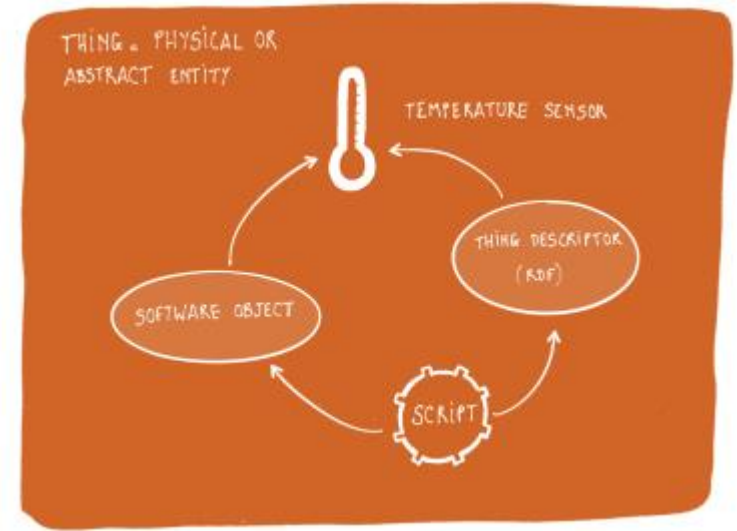 THING = PHYSICAL OR
ABSTRACT ENTITY
TEMPERATURE SENSOR
THING DESCRIPTOR
(RDF)
SOFTWARE OBJECT
SCRIPT